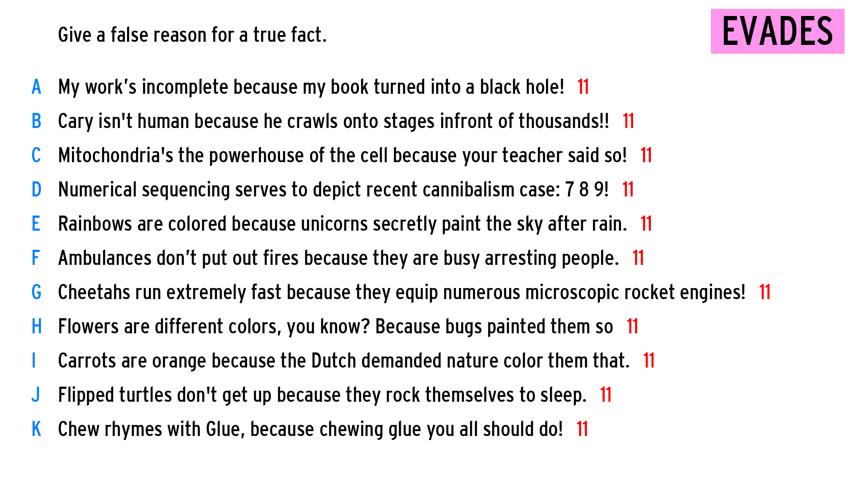 Give a false reason for a true fact.
EVADES
A My work's incomplete because my book turned into a black hole! 11
B Cary isn't human because he crawls onto stages infront of thousands!! 11
C Mitochondria's the powerhouse of the cell because your teacher said so! 11
D Numerical sequencing serves to depict recent cannibalism case: 7 8 9! 11
E Rainbows are colored because unicorns secretly paint the sky after rain. 11
F Ambulances don't put out fires because they are busy arresting people. 11
G Cheetahs run extremely fast because they equip numerous microscopic rocket engines! 11
H Flowers are different colors, you know? Because bugs painted them so 11
I Carrots are orange because the Dutch demanded nature color them that. 11
J Flipped turtles don't get up because they rock themselves to sleep. 11
K Chew rhymes with Glue, because chewing glue you all should do! 11